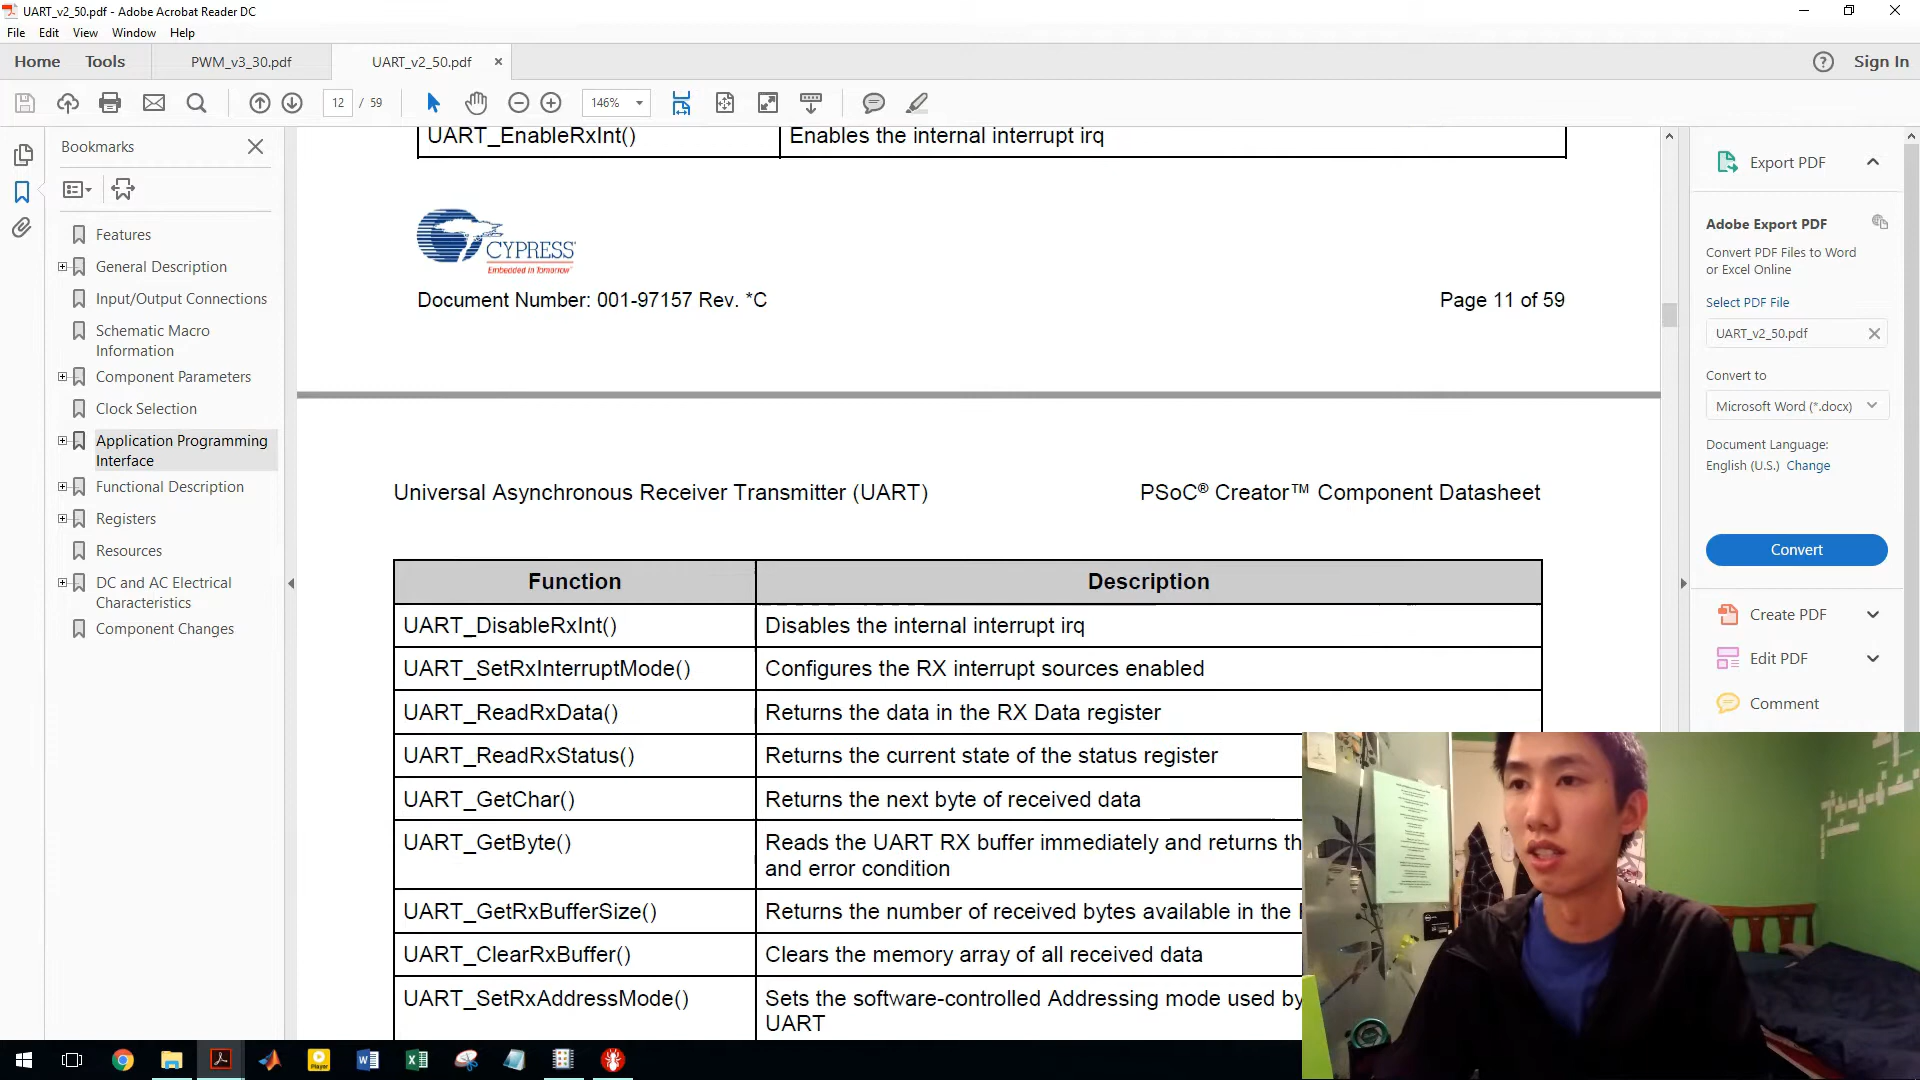 UART_v2_50.pdf - Adobe Acrobat Reader DC
File Edit View Window Help
Home Tools PWM_v3_30.pdf UART_v2_50.pdf × Sign In
12 / 59 146%
Bookmarks
Features
General Description
Input/Output Connections
Schematic Macro
Information
Component Parameters
Clock Selection
Application Programming
Interface
Functional Description
Registers
Resources
DC and AC Electrical
Characteristics
Component Changes
UART_EnableRxInt() Enables the internal interrupt irq
CYPRESS
Embedded in Tomorrow
Document Number: 001-97157 Rev. *C Page 11 of 59
Universal Asynchronous Receiver Transmitter (UART) PSoC® Creator™ Component Datasheet
Function Description
UART_DisableRxInt() Disables the internal interrupt irq
UART_SetRxInterruptMode() Configures the RX interrupt sources enabled
UART_ReadRxData() Returns the data in the RX Data register
UART_ReadRxStatus() Returns the current state of the status register
UART_GetChar() Returns the next byte of received data
UART_GetByte() Reads the UART RX buffer immediately and returns th
and error condition
UART_GetRxBufferSize() Returns the number of received bytes available in the
UART_ClearRxBuffer() Clears the memory array of all received data
UART_SetRxAddressMode() Sets the software-controlled Addressing mode used by
UART
Export PDF
Adobe Export PDF
Convert PDF Files to Word
or Excel Online
Select PDF File
UART_v2_50.pdf
Convert to
Microsoft Word (*.docx)
Document Language:
English (U.S.) Change
Convert
Create PDF
Edit PDF
Comment
Player